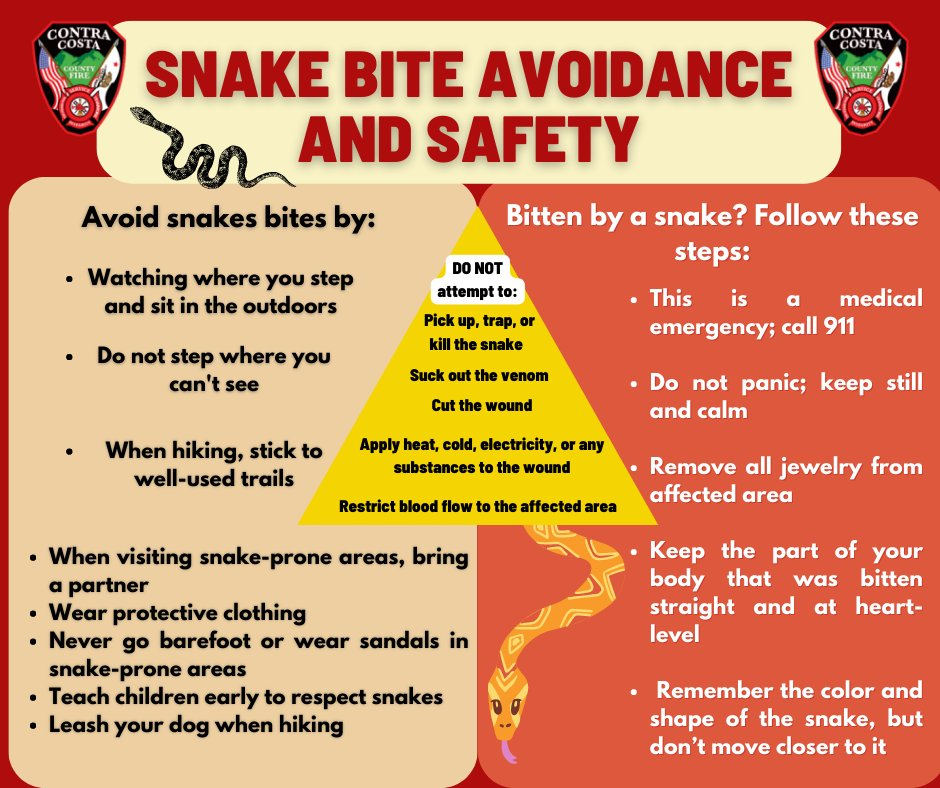 CONTRA
COSTA
COUNTY
FIRE
SERVICE
CONTRA
COSTA
COUNTY
FIRE
SERVICE
SNAKE BITE AVOIDANCE
AND SAFETY
Avoid snakes bites by:
• Watching where you step
and sit in the outdoors
• Do not step where you
can't see
• When hiking, stick to
well-used trails
• When visiting snake-prone areas, bring
a partner
• Wear protective clothing
• Never go barefoot or wear sandals in
snake-prone areas
• Teach children early to respect snakes
• Leash your dog when hiking
DO NOT
attempt to:
Pick up, trap, or
kill the snake
Suck out the venom
Cut the wound
Apply heat, cold, electricity, or any
substances to the wound
Restrict blood flow to the affected area
Bitten by a snake? Follow these
steps:
• This is a medical
emergency; call 911
• Do not panic; keep still
and calm
• Remove all jewelry from
affected area
• Keep the part of your
body that was bitten
straight and at heart-
level
• Remember the color and
shape of the snake, but
don’t move closer to it